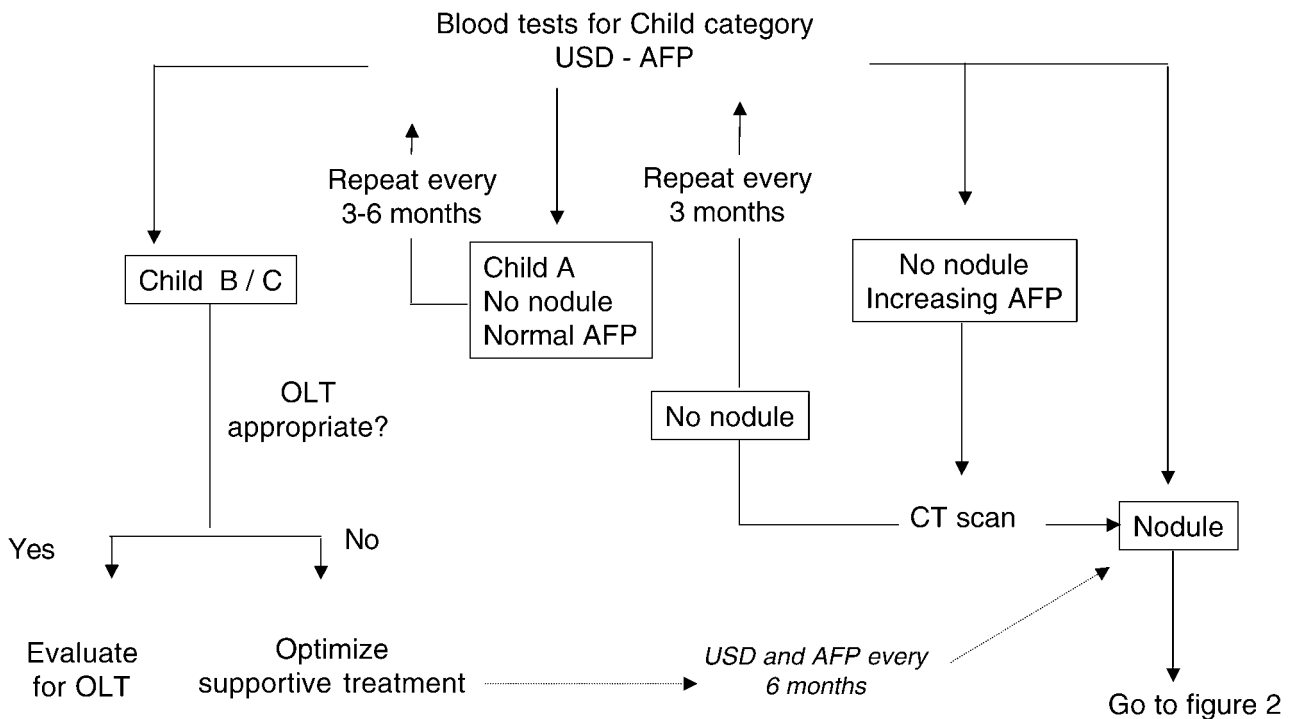 Blood tests for Child category
USD - AFP
Repeat every
3-6 months
Repeat every
3 months
Child B / C
Child A
No nodule
Normal AFP
No nodule
Increasing AFP
OLT
appropriate?
No nodule
CT scan
Nodule
Yes
No
Evaluate
for OLT
Optimize
supportive treatment
USD and AFP every
6 months
Go to figure 2